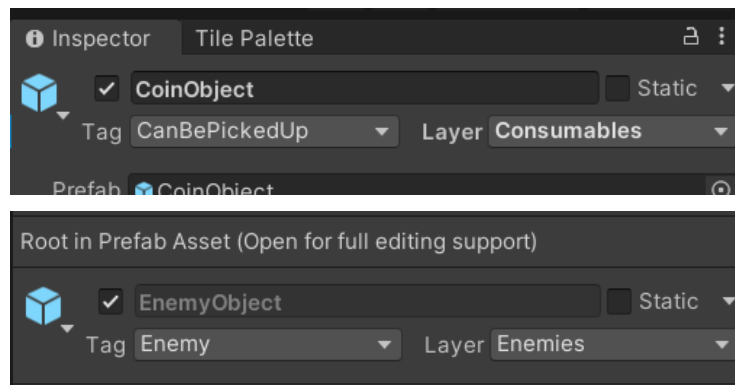 Inspector Tile Palette
CoinObject Static
Tag CanBePickedUp Layer Consumables
Prefab CoinObject
Root in Prefab Asset (Open for full editing support)
EnemyObject Static
Tag Enemy Layer Enemies